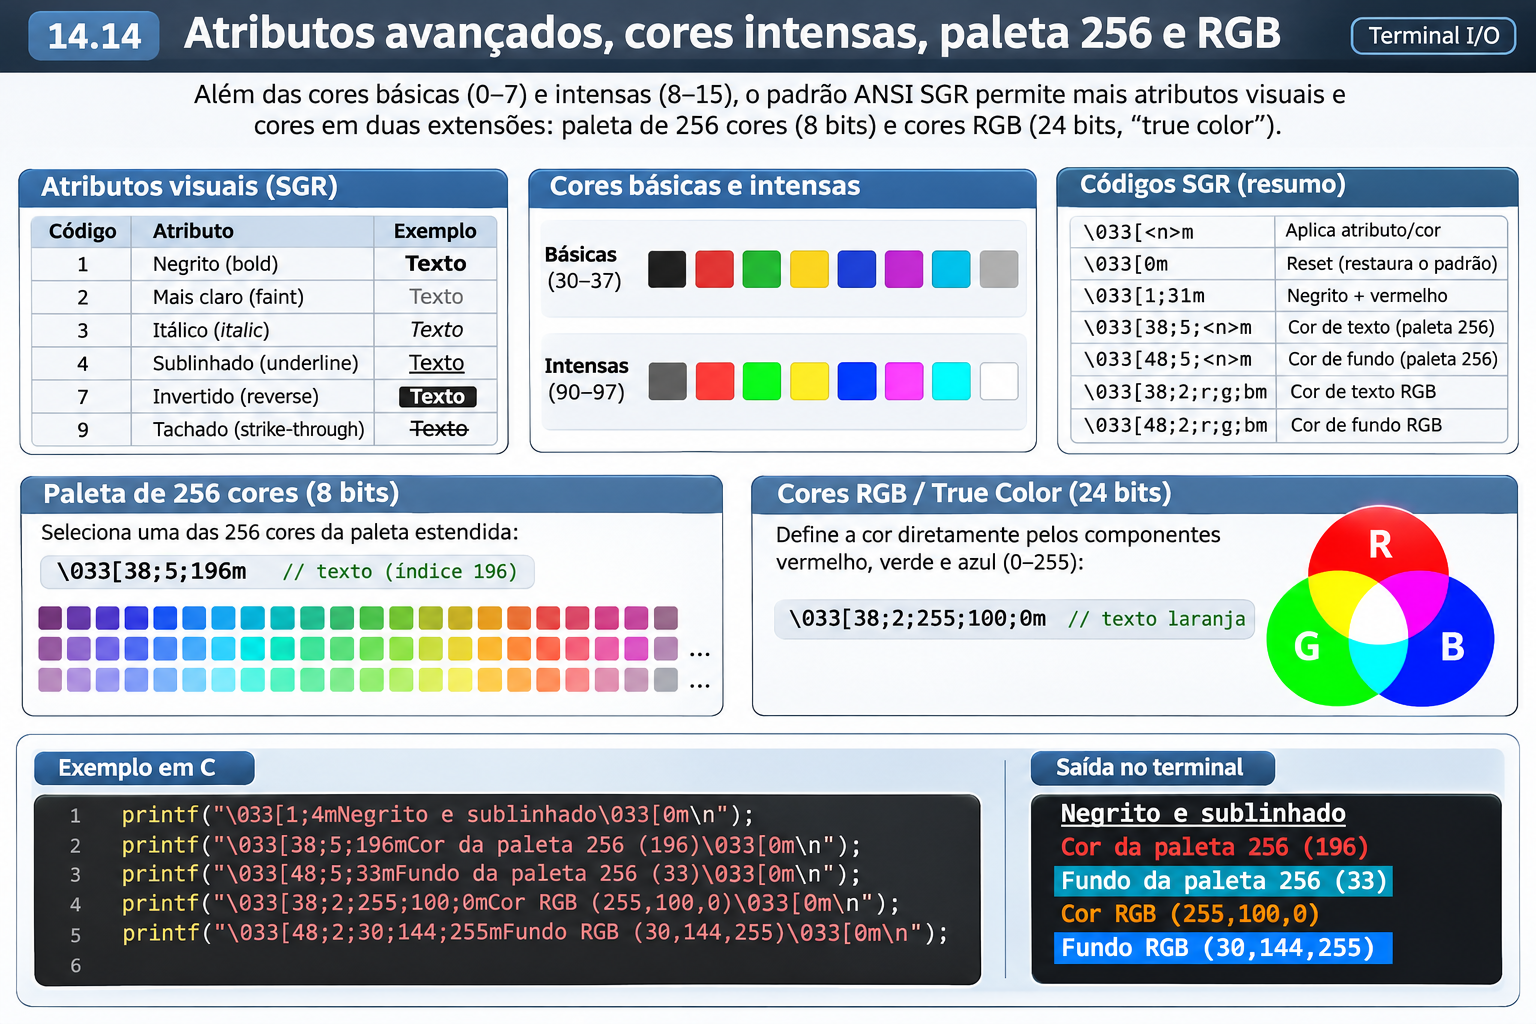 14.14 Atributos avançados, cores intensas, paleta 256 e RGB Terminal I/O
Além das cores básicas (0–7) e intensas (8–15), o padrão ANSI SGR permite mais atributos visuais e
cores em duas extensões: paleta de 256 cores (8 bits) e cores RGB (24 bits, “true color”).
Atributos visuais (SGR)
Código Atributo Exemplo
1 Negrito (bold) Texto
2 Mais claro (faint) Texto
3 Itálico (italic) Texto
4 Sublinhado (underline) Texto
7 Invertido (reverse) Texto
9 Tachado (strike-through) Texto
Cores básicas e intensas
Básicas
(30–37)
Intensas
(90–97)
Códigos SGR (resumo)
\033[<n>m Aplica atributo/cor
\033[0m Reset (restaura o padrão)
\033[1;31m Negrito + vermelho
\033[38;5;<n>m Cor de texto (paleta 256)
\033[48;5;<n>m Cor de fundo (paleta 256)
\033[38;2;r;g;bm Cor de texto RGB
\033[48;2;r;g;bm Cor de fundo RGB
Paleta de 256 cores (8 bits)
Seleciona uma das 256 cores da paleta estendida:
\033[38;5;196m // texto (índice 196)
...
...
Cores RGB / True Color (24 bits)
Define a cor diretamente pelos componentes
vermelho, verde e azul (0–255):
\033[38;2;255;100;0m // texto laranja
R
G B
Exemplo em C
1 printf("\033[1;4mNegrito e sublinhado\033[0m\n");
2 printf("\033[38;5;196mCor da paleta 256 (196)\033[0m\n");
3 printf("\033[48;5;33mFundo da paleta 256 (33)\033[0m\n");
4 printf("\033[38;2;255;100;0mCor RGB (255,100,0)\033[0m\n");
5 printf("\033[48;2;30;144;255mFundo RGB (30,144,255)\033[0m\n");
6
Saída no terminal
Negrito e sublinhado
Cor da paleta 256 (196)
Fundo da paleta 256 (33)
Cor RGB (255,100,0)
Fundo RGB (30,144,255)